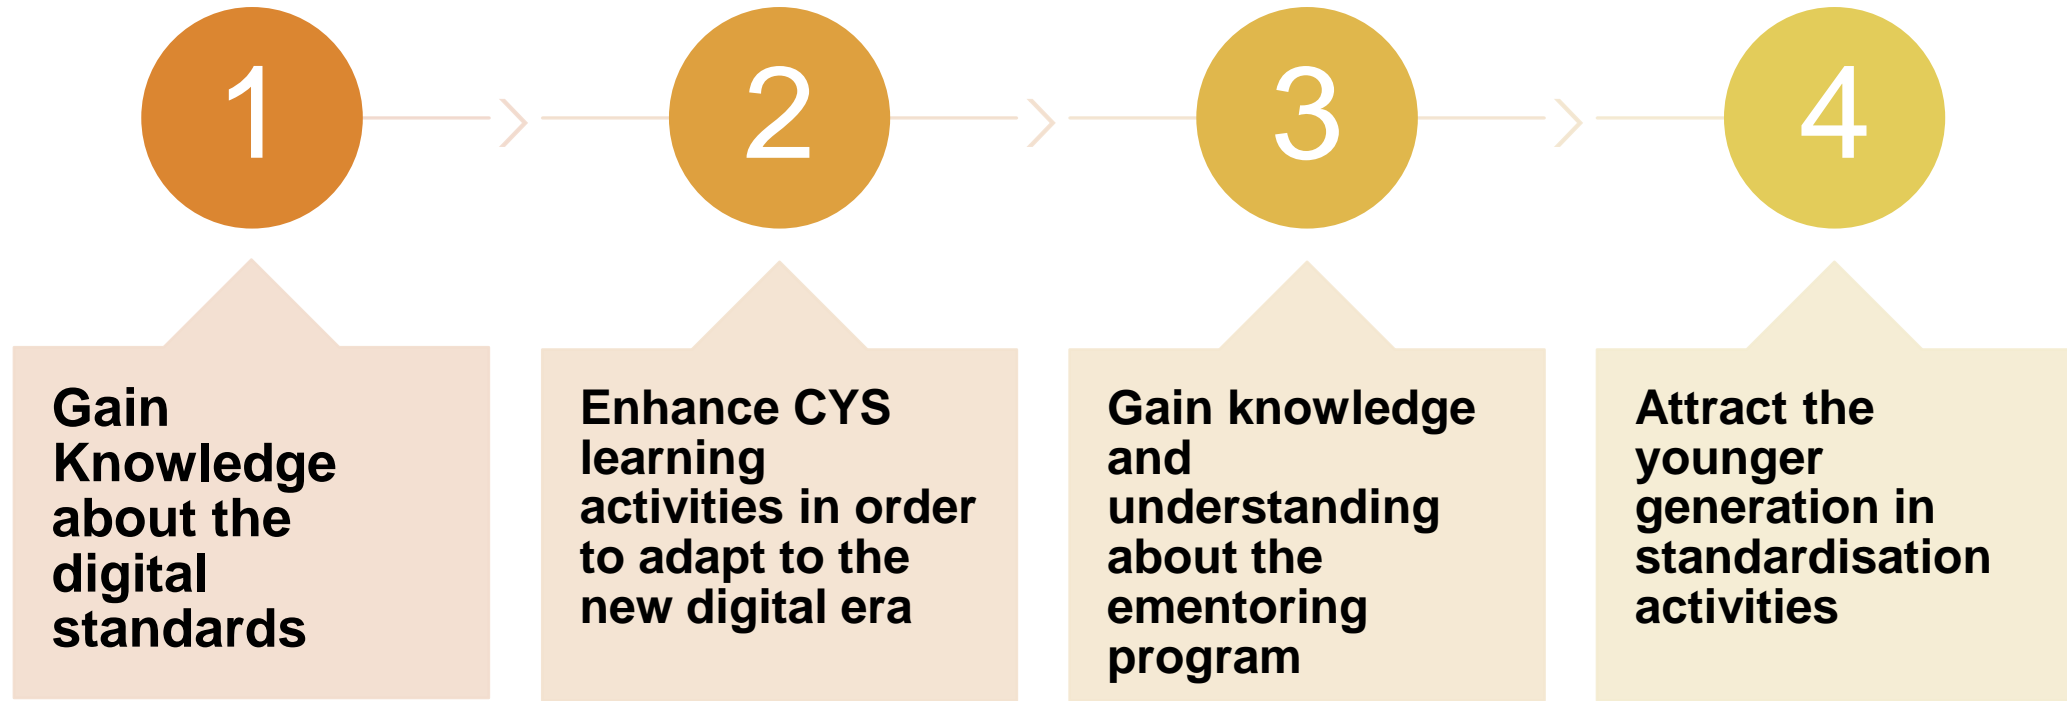 1
Gain
Knowledge
about the
digital
standards
2
Enhance CYS
learning
activities in order
to adapt to the
new digital era
3
Gain knowledge
and
understanding
about the
ementoring
program
4
Attract the
younger
generation in
standardisation
activities